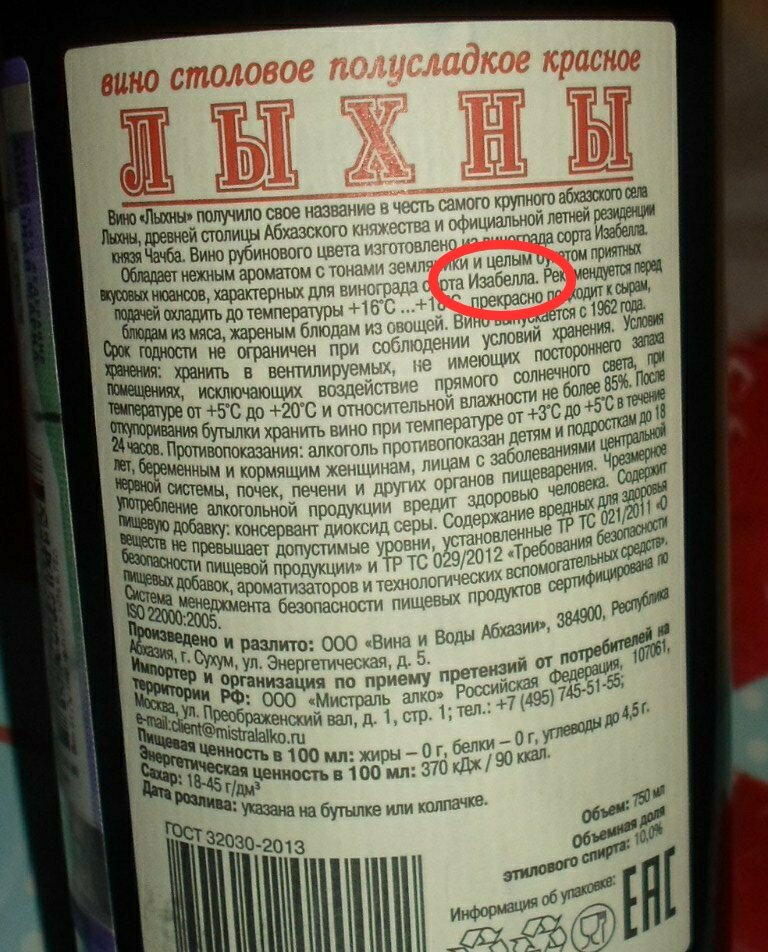 вино столовое полусладкое красное
ЛЫХНЫ
Вино «Лыхны» получило свое название в честь самого крупного абхазского села
Лыхны, древней столицы Абхазского княжества и официальной летней резиденции
князя Чачба. Вино рубинового цвета изготовлено из винограда сорта Изабелла.
Обладает нежным ароматом с тонами земляники и целым букетом приятных
вкусовых нюансов, характерных для винограда сорта Изабелла. Рекомендуется перед
подачей охладить до температуры +16°С ...+18°С, прекрасно подходит к сырам,
блюдам из мяса, жареным блюдам из овощей. Вино выпускается с 1962 года.
Срок годности не ограничен при соблюдении условий хранения. Условия
хранения: хранить в вентилируемых, не имеющих постороннего запаха
помещениях, исключающих воздействие прямого солнечного света, при
температуре от +5°С до +20°С и относительной влажности не более 85%. После
откупоривания бутылки хранить вино при температуре от +3°С до +5°С в течение
24 часов. Противопоказания: алкоголь противопоказан детям и подросткам до 18
лет, беременным и кормящим женщинам, лицам с заболеваниями центральной
нервной системы, почек, печени и других органов пищеварения. Чрезмерное
употребление алкогольной продукции вредит здоровью человека. Содержит
пищевую добавку: консервант диоксид серы. Содержание вредных для здоровья
веществ не превышает допустимые уровни, установленные ТР ТС 021/2011 «О
безопасности пищевой продукции» и ТР ТС 029/2012 «Требования безопасности
пищевых добавок, ароматизаторов и технологических вспомогательных средств».
Система менеджмента безопасности пищевых продуктов сертифицирована по
ISO 22000:2005.
Произведено и разлито: ООО «Вина и Воды Абхазии», 384900, Республика
Абхазия, г. Сухум, ул. Энергетическая, д. 5.
Импортер и организация по приему претензий от потребителей на
территории РФ: ООО «Мистраль алко» Российская Федерация, 107061,
Москва, ул. Преображенский вал, д. 1, стр. 1; тел.: +7 (495) 745-51-55;
e-mail:client@mistralalko.ru
Пищевая ценность в 100 мл: жиры – 0 г, белки – 0 г, углеводы до 4,5 г.
Энергетическая ценность в 100 мл: 370 кДж / 90 ккал.
Сахар: 18-45 г/дм³
Дата розлива: указана на бутылке или колпачке.
ГОСТ 32030-2013
Объем: 750 мл
Объемная доля
этилового спирта: 10,0%
Информация об упаковке:
ЕАС